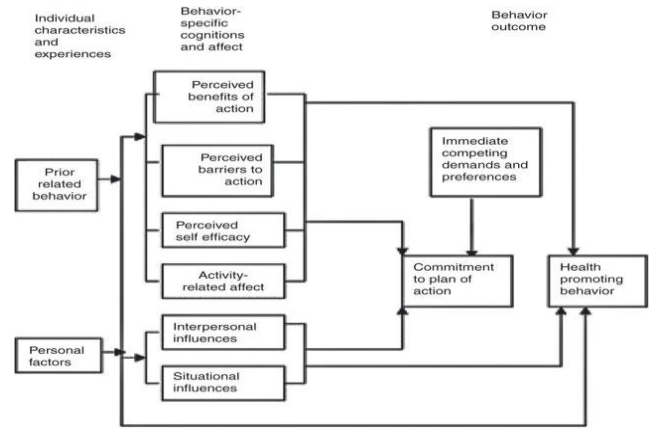 Individual
characteristics
and
experiences
Behavior-
specific
cognitions
and affect
Behavior
outcome
Perceived
benefits of
action
Immediate
competing
demands and
preferences
Prior
related
behavior
Perceived
barriers to
action
Perceived
self efficacy
Activity-
related affect
Commitment
to plan of
action
Health
promoting
behavior
Personal
factors
Interpersonal
influences
Situational
influences